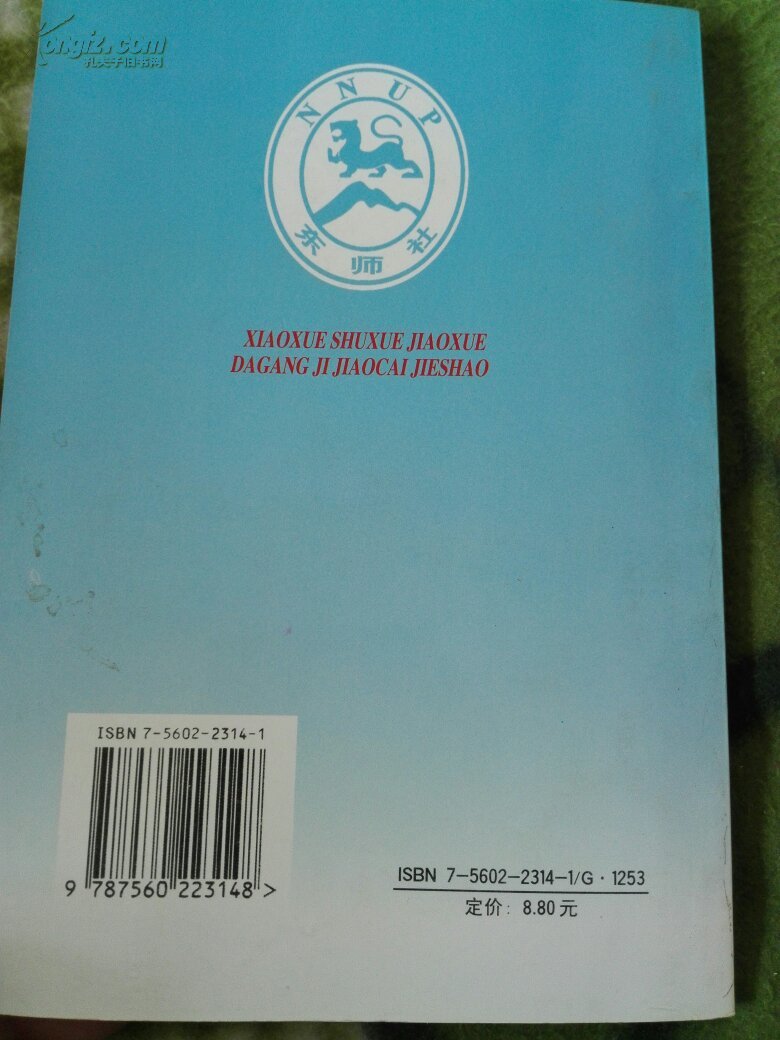 Kongfz.com
孔夫子旧书网
NNUP
东师社
XIAOXUE SHUXUE JIAOXUE
DAGANG JI JIAOCAI JIESHAO
ISBN 7-5602-2314-1
9 787560 223148 >
ISBN 7-5602-2314-1/G·1253
定价: 8.80元